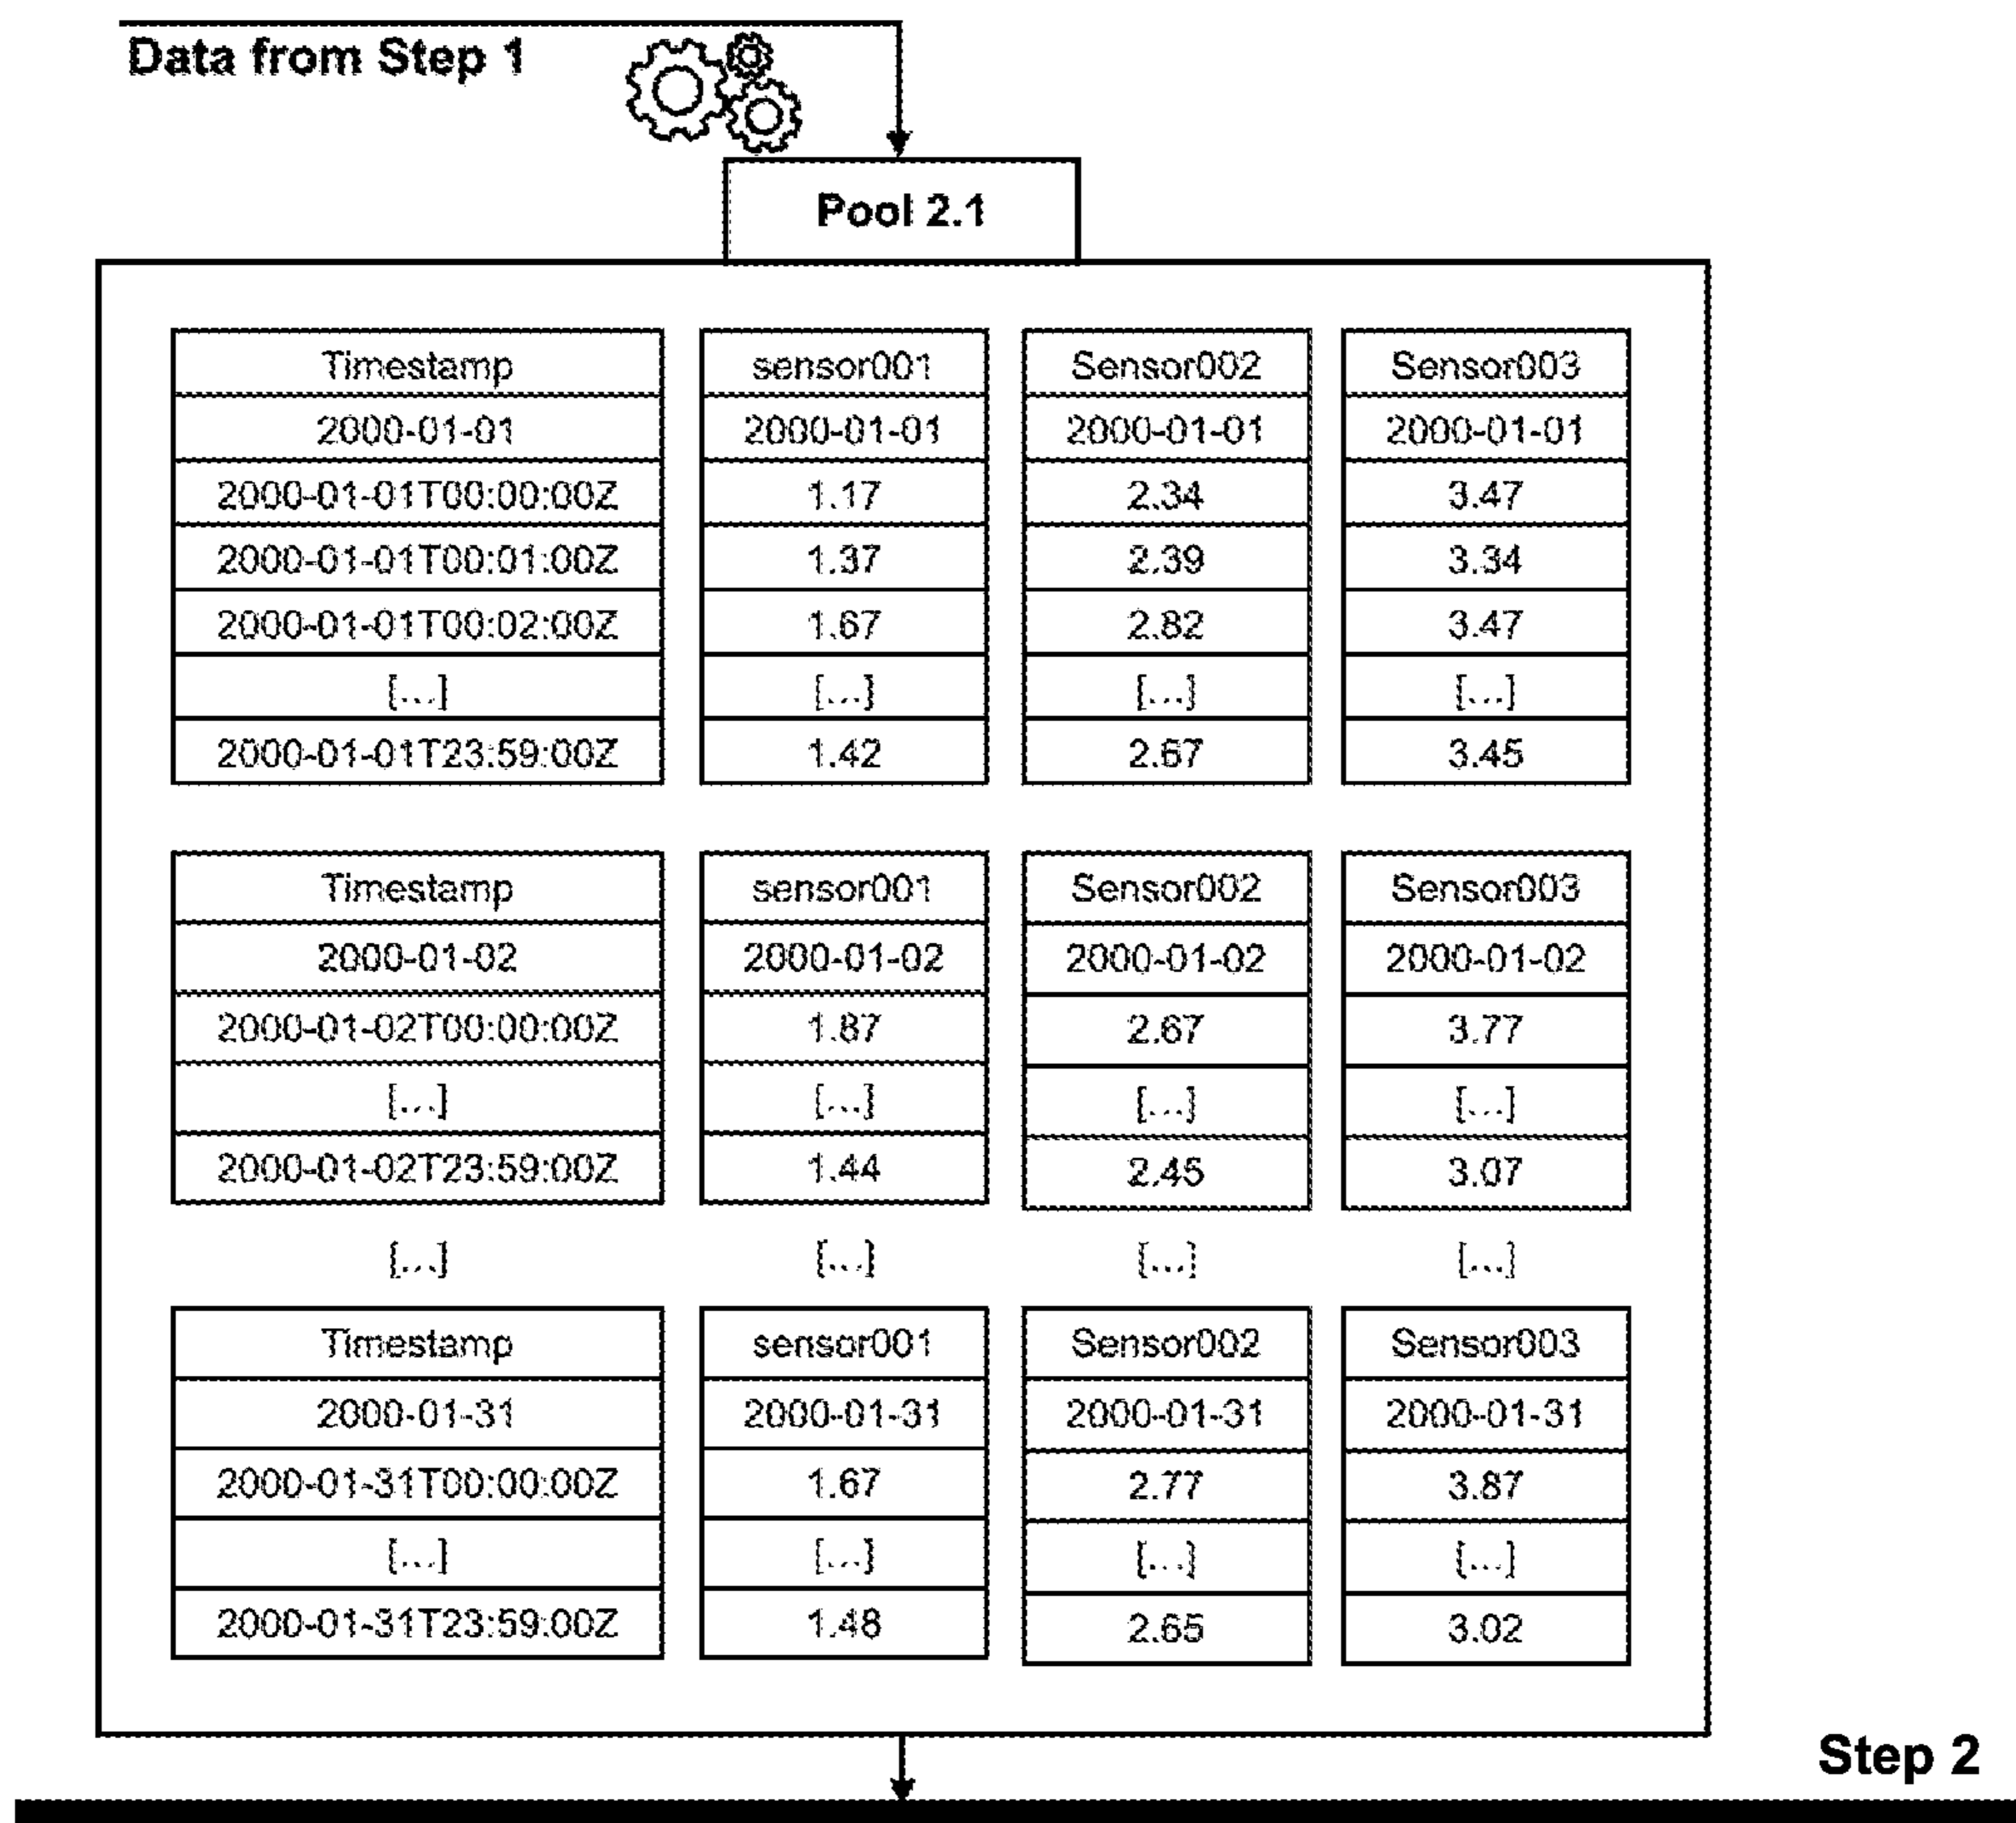 Data from Step 1
Pool 2.1
Timestamp sensor001 Sensor002 Sensor003
2000-01-01 2000-01-01 2000-01-01 2000-01-01
2000-01-01T00:00:00Z 1.17 2.34 3.47
2000-01-01T00:01:00Z 1.37 2.39 3.34
2000-01-01T00:02:00Z 1.67 2.82 3.47
[...] [...] [...] [...]
2000-01-01T23:59:00Z 1.42 2.67 3.45
Timestamp sensor001 Sensor002 Sensor003
2000-01-02 2000-01-02 2000-01-02 2000-01-02
2000-01-02T00:00:00Z 1.87 2.67 3.77
[...] [...] [...] [...]
2000-01-02T23:59:00Z 1.44 2.45 3.07
[...] [...] [...] [...]
Timestamp sensor001 Sensor002 Sensor003
2000-01-31 2000-01-31 2000-01-31 2000-01-31
2000-01-31T00:00:00Z 1.67 2.77 3.87
[...] [...] [...] [...]
2000-01-31T23:59:00Z 1.48 2.65 3.02
Step 2